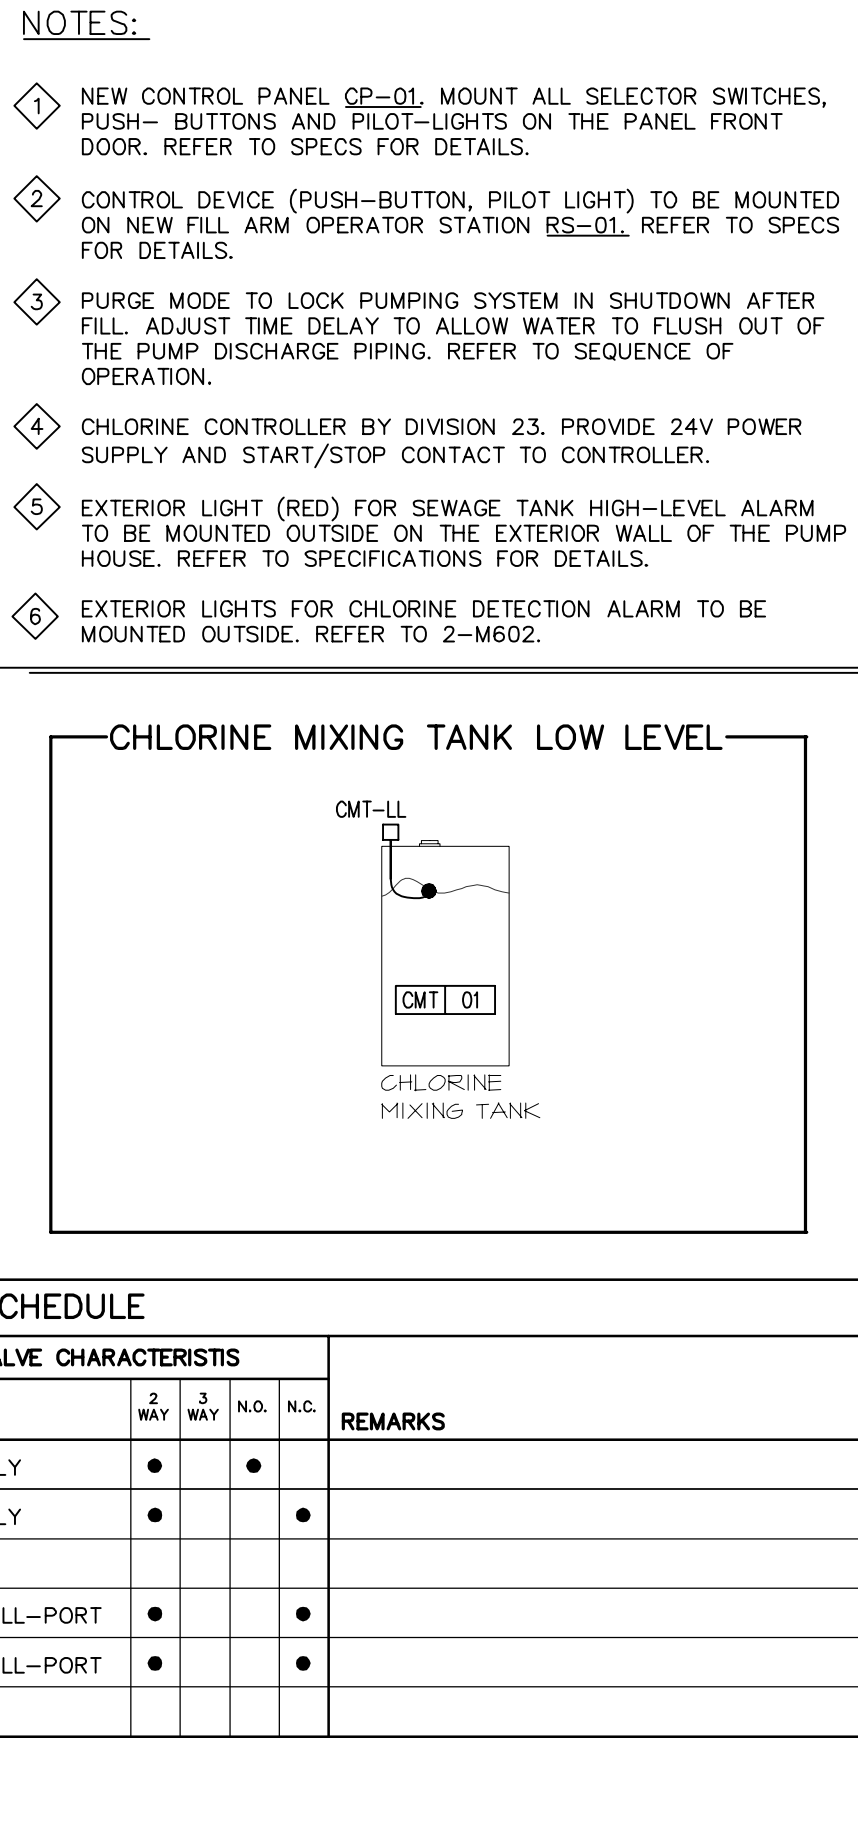 NOTES:
1
NEW CONTROL PANEL CP-01. MOUNT ALL SELECTOR SWITCHES,
PUSH- BUTTONS AND PILOT-LIGHTS ON THE PANEL FRONT
DOOR. REFER TO SPECS FOR DETAILS.
2
CONTROL DEVICE (PUSH-BUTTON, PILOT LIGHT) TO BE MOUNTED
ON NEW FILL ARM OPERATOR STATION RS-01. REFER TO SPECS
FOR DETAILS.
3
PURGE MODE TO LOCK PUMPING SYSTEM IN SHUTDOWN AFTER
FILL. ADJUST TIME DELAY TO ALLOW WATER TO FLUSH OUT OF
THE PUMP DISCHARGE PIPING. REFER TO SEQUENCE OF
OPERATION.
4
CHLORINE CONTROLLER BY DIVISION 23. PROVIDE 24V POWER
SUPPLY AND START/STOP CONTACT TO CONTROLLER.
5
EXTERIOR LIGHT (RED) FOR SEWAGE TANK HIGH-LEVEL ALARM
TO BE MOUNTED OUTSIDE ON THE EXTERIOR WALL OF THE PUMP
HOUSE. REFER TO SPECIFICATIONS FOR DETAILS.
6
EXTERIOR LIGHTS FOR CHLORINE DETECTION ALARM TO BE
MOUNTED OUTSIDE. REFER TO 2-M602.
CHLORINE MIXING TANK LOW LEVEL
CMT-LL
CMT 01
CHLORINE
MIXING TANK
CHEDULE
LVE CHARACTERISTIS
2 WAY
3 WAY
N.O.
N.C.
REMARKS
LY
LY
LL-PORT
LL-PORT